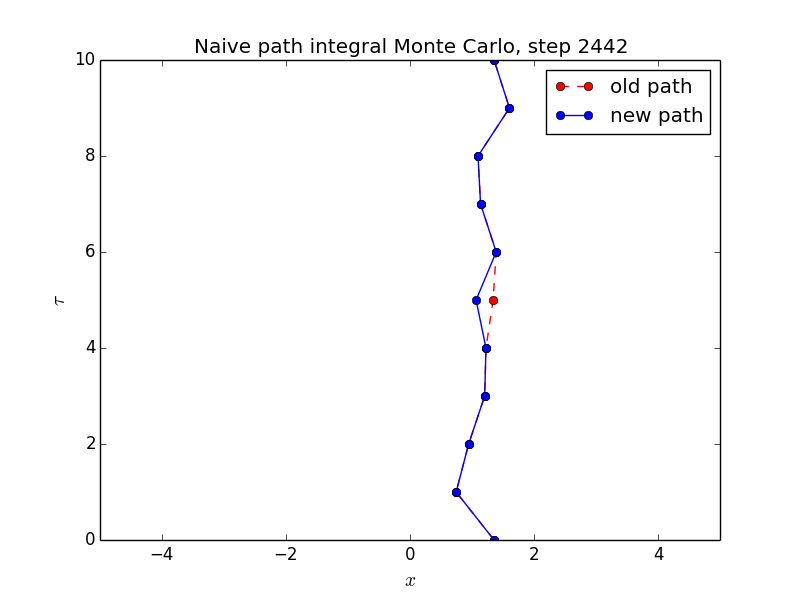 Naive path integral Monte Carlo, step 2442
old path
new path
10
8
6
4
2
0
τ
−4 −2 0 2 4
x